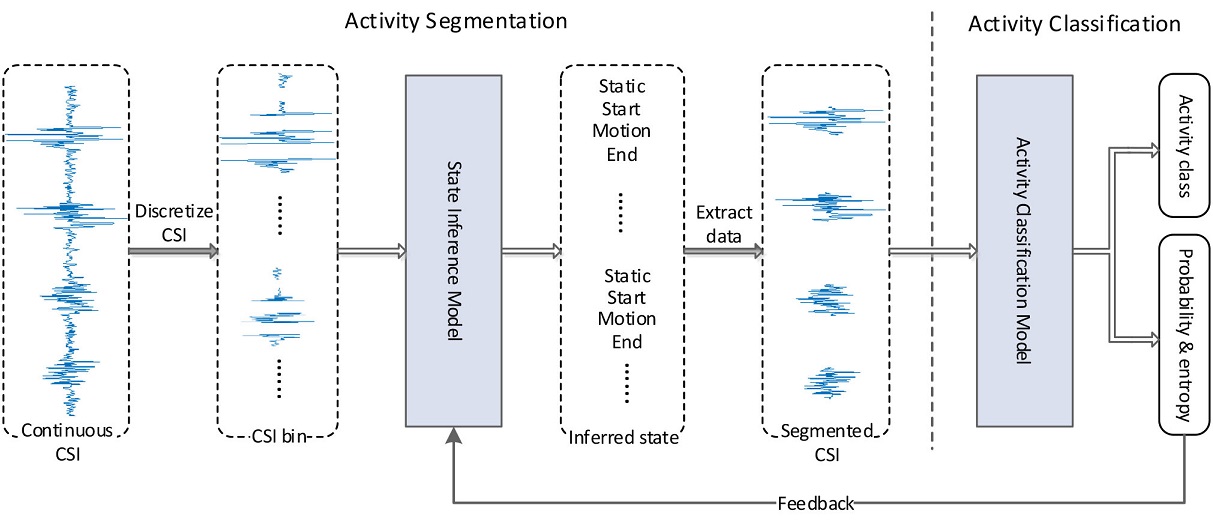 Activity Segmentation
Activity Classification
Continuous
CSI
Discretize
CSI
CSI bin
State Inference Model
Static
Start
Motion
End
Static
Start
Motion
End
Inferred state
Extract
data
Segmented
CSI
Activity Classification Model
Activity class
Probability & entropy
Feedback